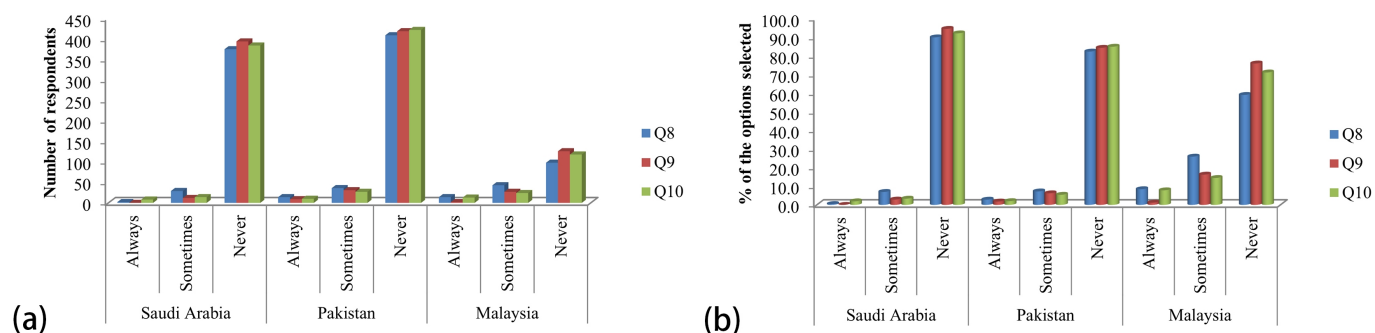 Number of respondents
450
400
350
300
250
200
150
100
50
0
Always
Sometimes
Never
Always
Sometimes
Never
Always
Sometimes
Never
Saudi Arabia
Pakistan
Malaysia
Q8
Q9
Q10
(a)
% of the options selected
100.0
90.0
80.0
70.0
60.0
50.0
40.0
30.0
20.0
10.0
0.0
Always
Sometimes
Never
Always
Sometimes
Never
Always
Sometimes
Never
Saudi Arabia
Pakistan
Malaysia
Q8
Q9
Q10
(b)